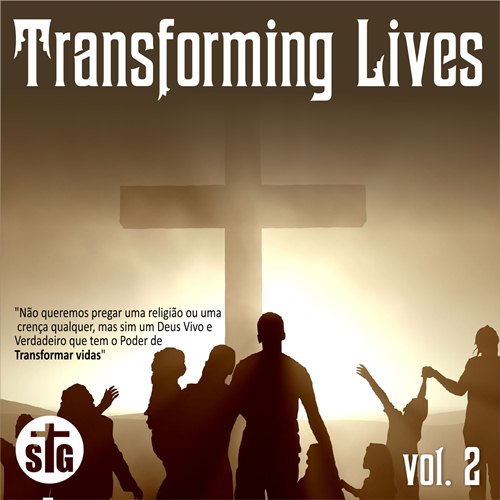 Transforming Lives
"Não queremos pregar uma religião ou uma
crença qualquer, mas sim um Deus Vivo e
Verdadeiro que tem o Poder de
Transformar vidas"
STG
vol. 2